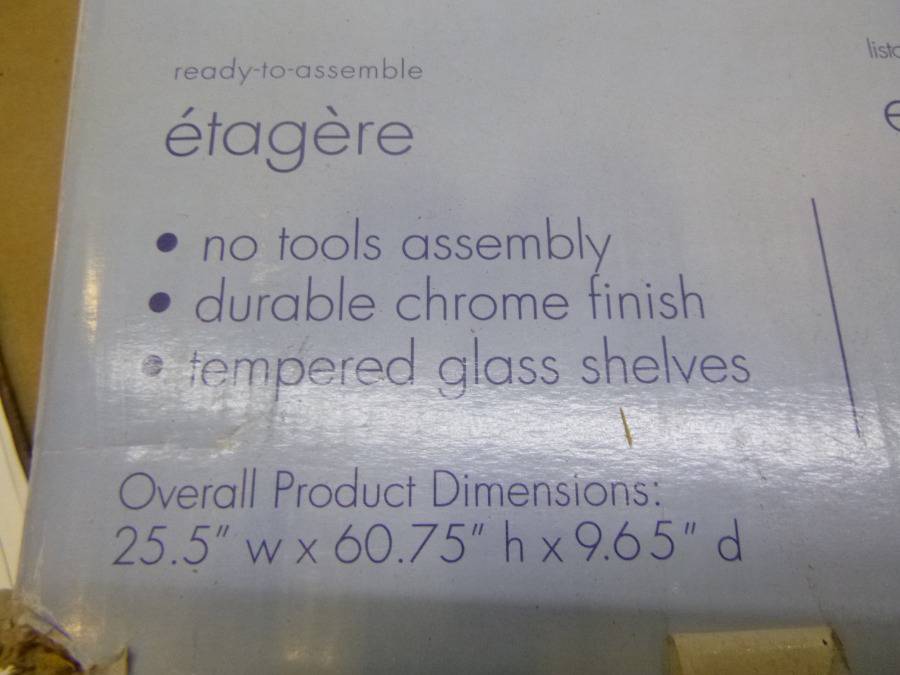 ready-to-assemble
étagère
• no tools assembly
• durable chrome finish
• tempered glass shelves
Overall Product Dimensions:
25.5" w x 60.75" h x 9.65" d